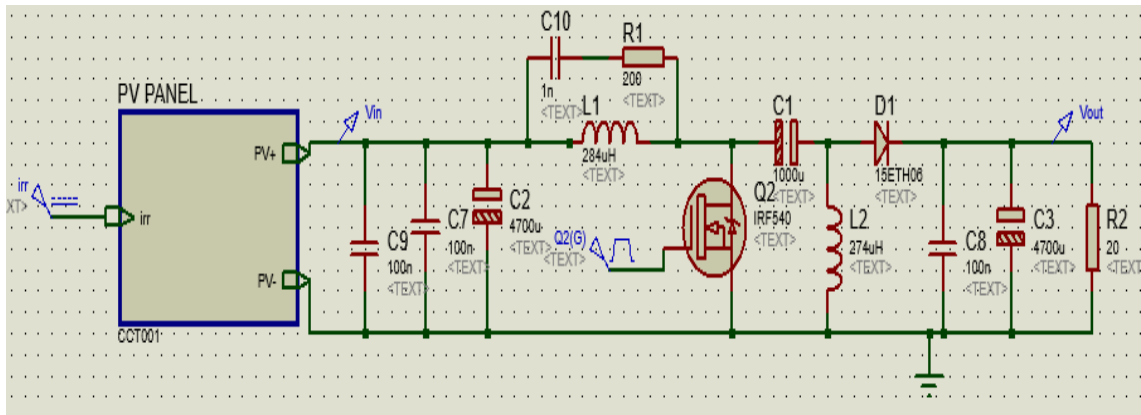 C10
R1
1n
200
<TEXT>
<TEXT>
PV PANEL
Vin
L1
C1
D1
Vout
PV+
284uH
<TEXT>
1000u
<TEXT>
15ETH06
<TEXT>
irr
irr
C9
100n
<TEXT>
C7
100n
<TEXT>
C2
4700u
<TEXT>
Q2
IRF540
<TEXT>
Q2(G)
<TEXT>
L2
274uH
<TEXT>
C8
100n
<TEXT>
C3
4700u
<TEXT>
R2
20
<TEXT>
PV-
CCT001